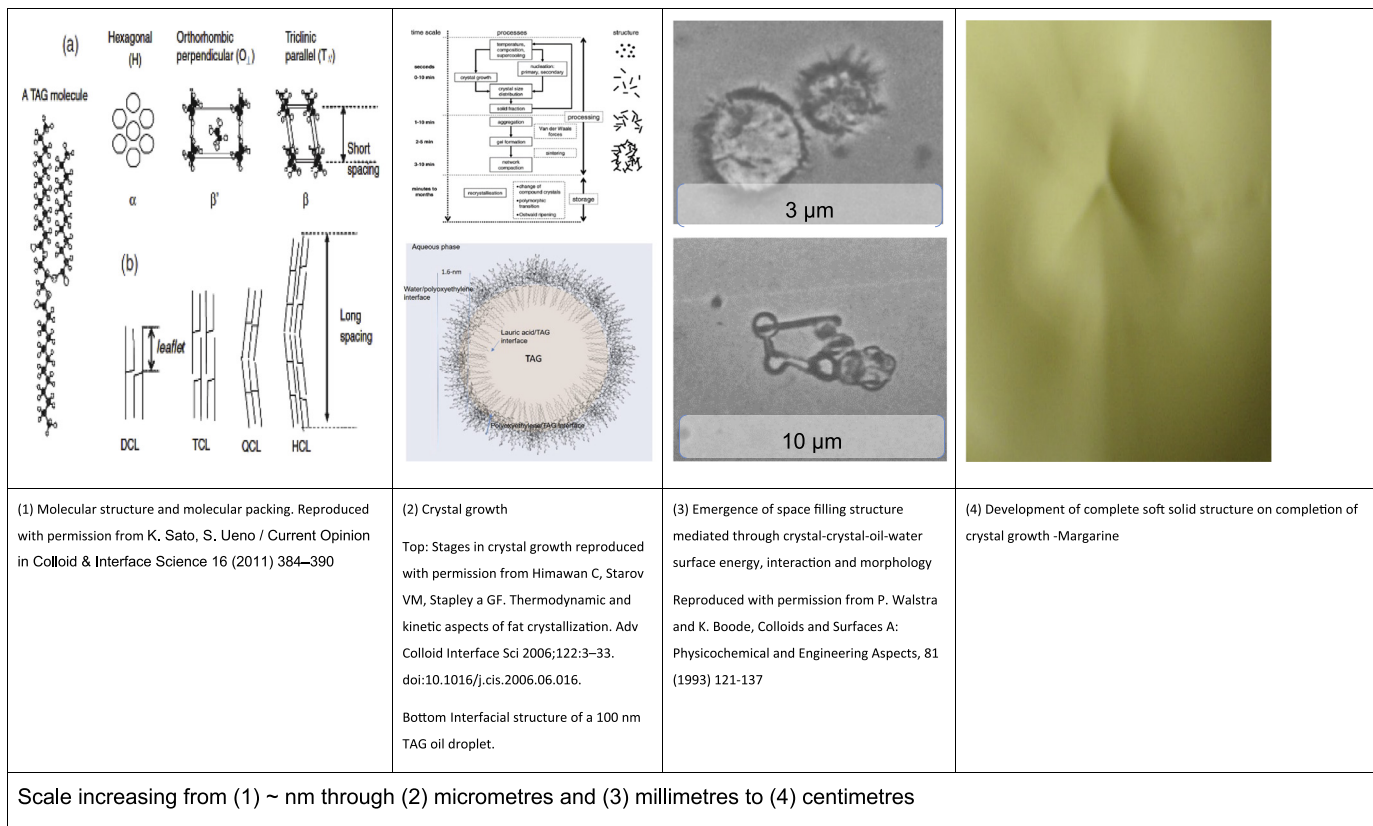 (a)
Hexagonal
(H)
Orthorhombic
perpendicular (O⊥)
Triclinic
parallel (T//)
A TAG molecule
Short
spacing
α
β'
β
(b)
leaflet
Long
spacing
DCL
TCL
QCL
HCL
time scale
processes
structure
temperature,
composition,
supercooling
seconds
0-10 min
nucleation:
primary, secondary
crystal growth
crystal size
distribution
solid fraction
processing
1-10 min
aggregation
Van der Waals
forces
2-5 min
gel formation
sintering
3-10 min
network
compaction
minutes to
months
recrystallisation
•change of
compound crystals
•polymorphic
transition
•Ostwald ripening
storage
Aqueous phase
1.6-nm
Water/polyoxyethylene
Interface
Lauric acid/TAG
interface
TAG
Polyoxyethylene/TAG Interface
3 µm
10 µm
(1) Molecular structure and molecular packing. Reproduced
with permission from K. Sato, S. Ueno / Current Opinion
in Colloid & Interface Science 16 (2011) 384–390
(2) Crystal growth
Top: Stages in crystal growth reproduced
with permission from Himawan C, Starov
VM, Stapley a GF. Thermodynamic and
kinetic aspects of fat crystallization. Adv
Colloid Interface Sci 2006;122:3–33.
doi:10.1016/j.cis.2006.06.016.
Bottom Interfacial structure of a 100 nm
TAG oil droplet.
(3) Emergence of space filling structure
mediated through crystal-crystal-oil-water
surface energy, interaction and morphology
Reproduced with permission from P. Walstra
and K. Boode, Colloids and Surfaces A:
Physicochemical and Engineering Aspects, 81
(1993) 121-137
(4) Development of complete soft solid structure on completion of
crystal growth -Margarine
Scale increasing from (1) ~ nm through (2) micrometres and (3) millimetres to (4) centimetres